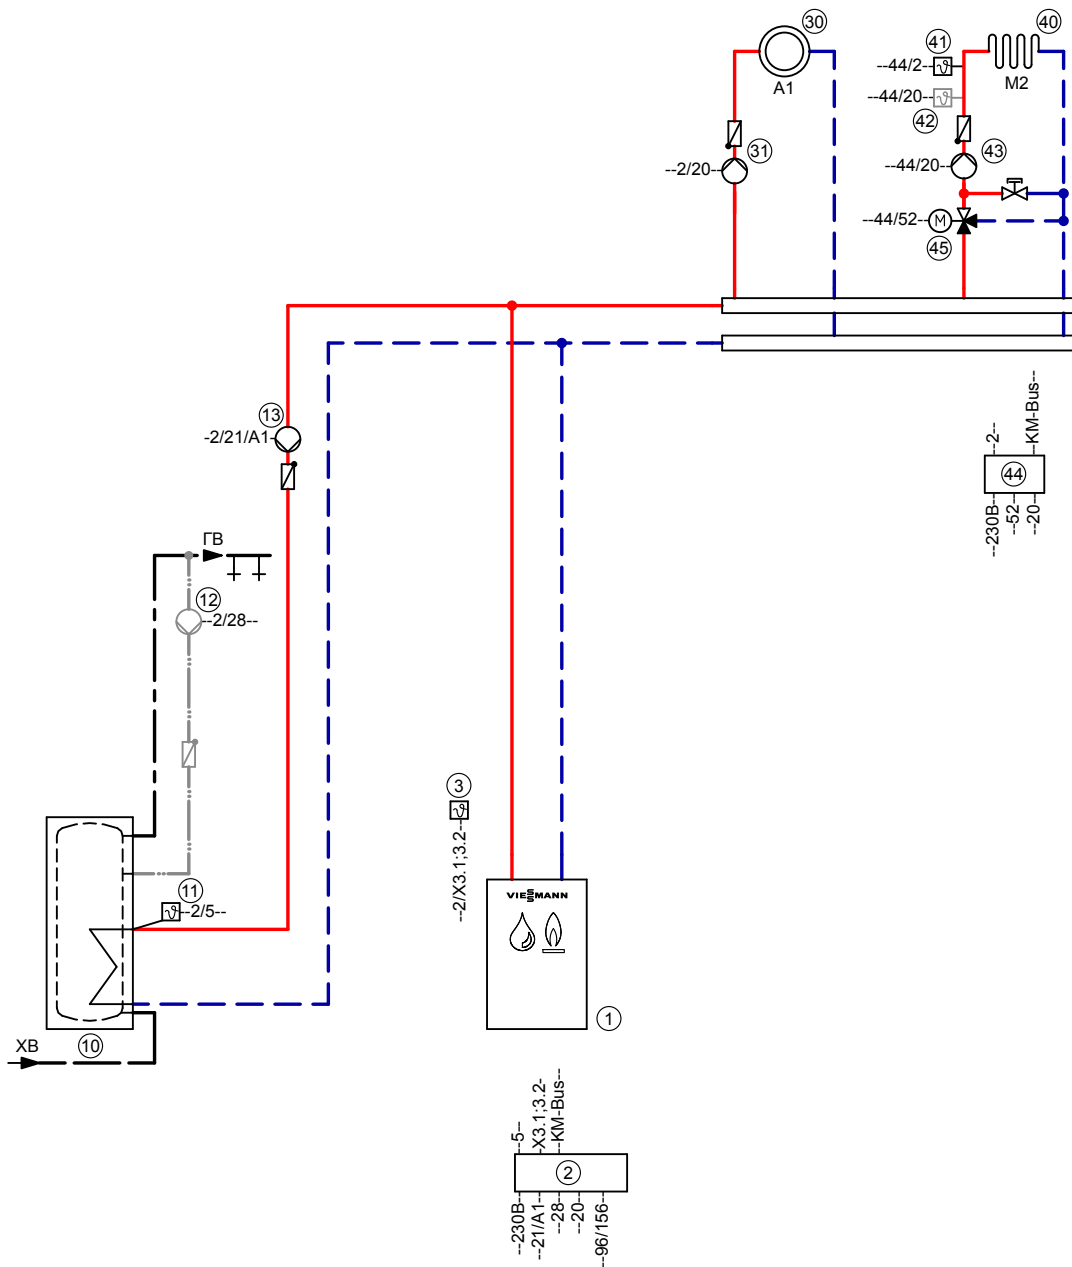 30
A1
--2/20--
31
41
40
--44/2--
M2
--44/20--
42
43
--44/20--
--44/52--
M
45
13
-2/21/A1-
--2--
--KM-Bus--
44
--230В--
--52--
--20--
ГВ
12
--2/28--
3
--2/X3.1;3.2--
11
--2/5--
VIESSMANN
1
ХВ
10
--5--
-X3.1;3.2-
--KM-Bus--
2
--230В--
--21/A1--
--28--
--20--
--96/156--